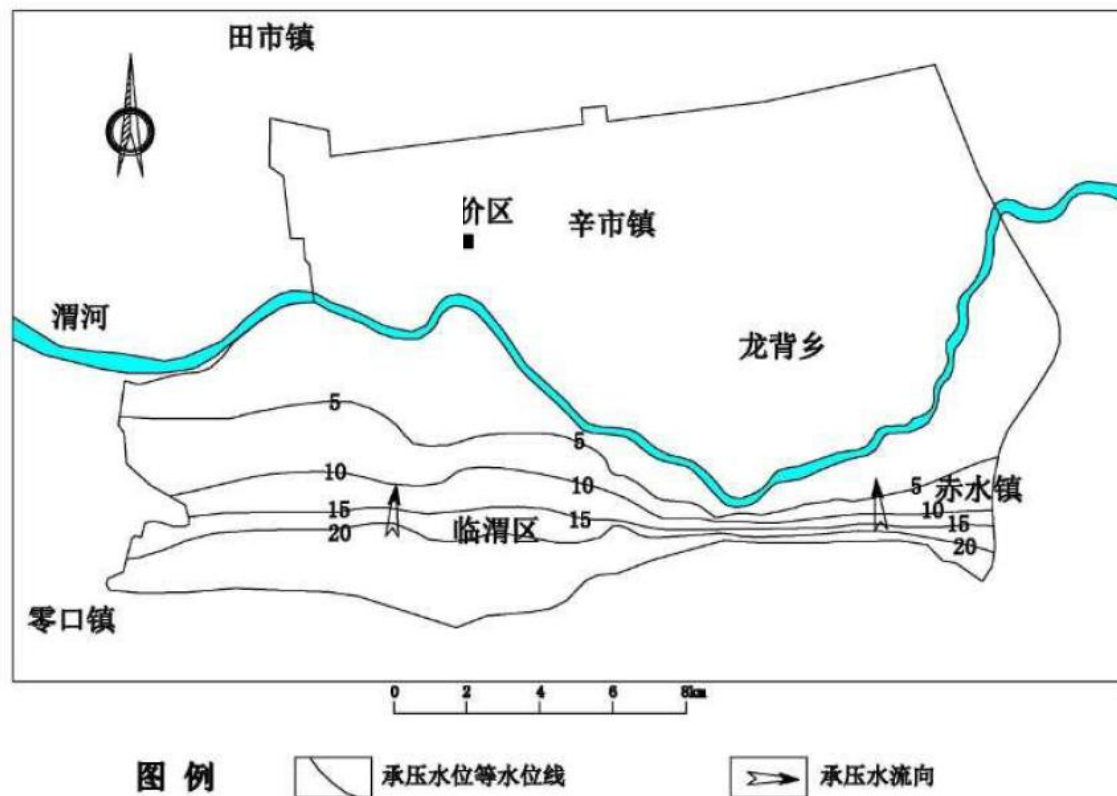 田市镇
价区
辛市镇
渭河
龙背乡
5
5
10
10
5
赤水镇
10
15
临渭区
15
15
20
20
零口镇
0 2 4 6 8km
图 例
承压水位等水位线
承压水流向